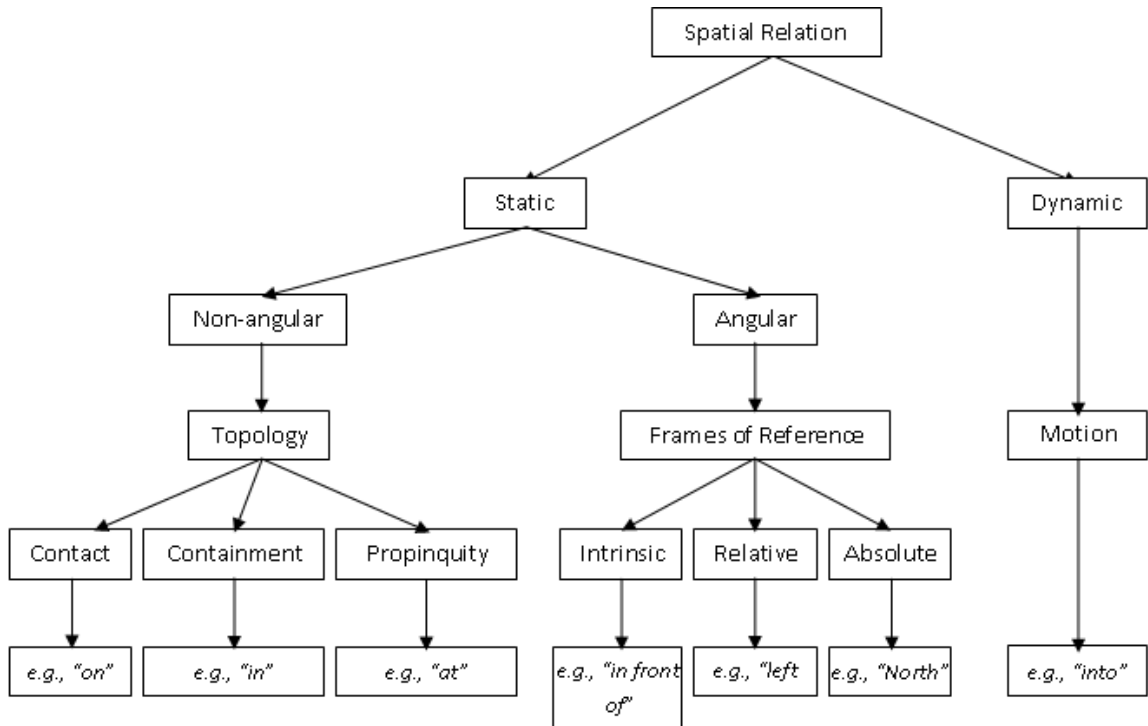 Spatial Relation
Static
Dynamic
Non-angular
Angular
Topology
Frames of Reference
Motion
Contact
Containment
Propinquity
Intrinsic
Relative
Absolute
e.g., “on”
e.g., “in”
e.g., “at”
e.g., “in front
of”
e.g., “left
e.g., “North”
e.g., “into”